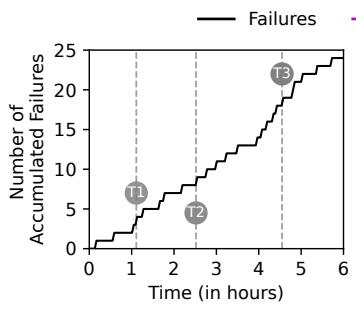 Failures
Number of
Accumulated Failures
25
20
15
10
5
0
T1
T2
T3
0 1 2 3 4 5 6
Time (in hours)